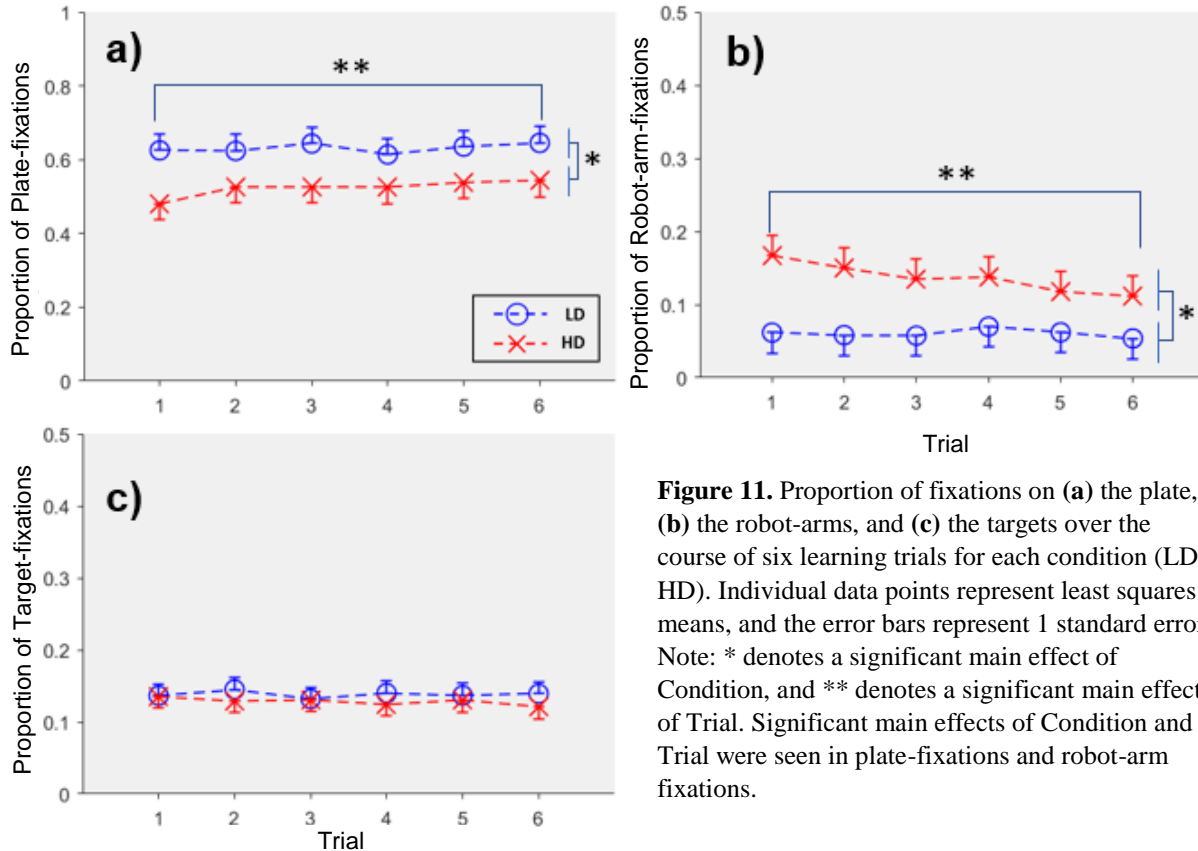 a)
**
*
Proportion of Plate-fixations
1
0.8
0.6
0.4
0.2
0
LD
HD
1 2 3 4 5 6
b)
**
*
Proportion of Robot-arm-fixations
0.5
0.4
0.3
0.2
0.1
0
1 2 3 4 5 6
Trial
c)
Proportion of Target-fixations
0.5
0.4
0.3
0.2
0.1
0
1 2 3 4 5 6
Trial
Figure 11. Proportion of fixations on (a) the plate,
(b) the robot-arms, and (c) the targets over the
course of six learning trials for each condition (LD
HD). Individual data points represent least squares
means, and the error bars represent 1 standard error
Note: * denotes a significant main effect of
Condition, and ** denotes a significant main effect
of Trial. Significant main effects of Condition and
Trial were seen in plate-fixations and robot-arm
fixations.